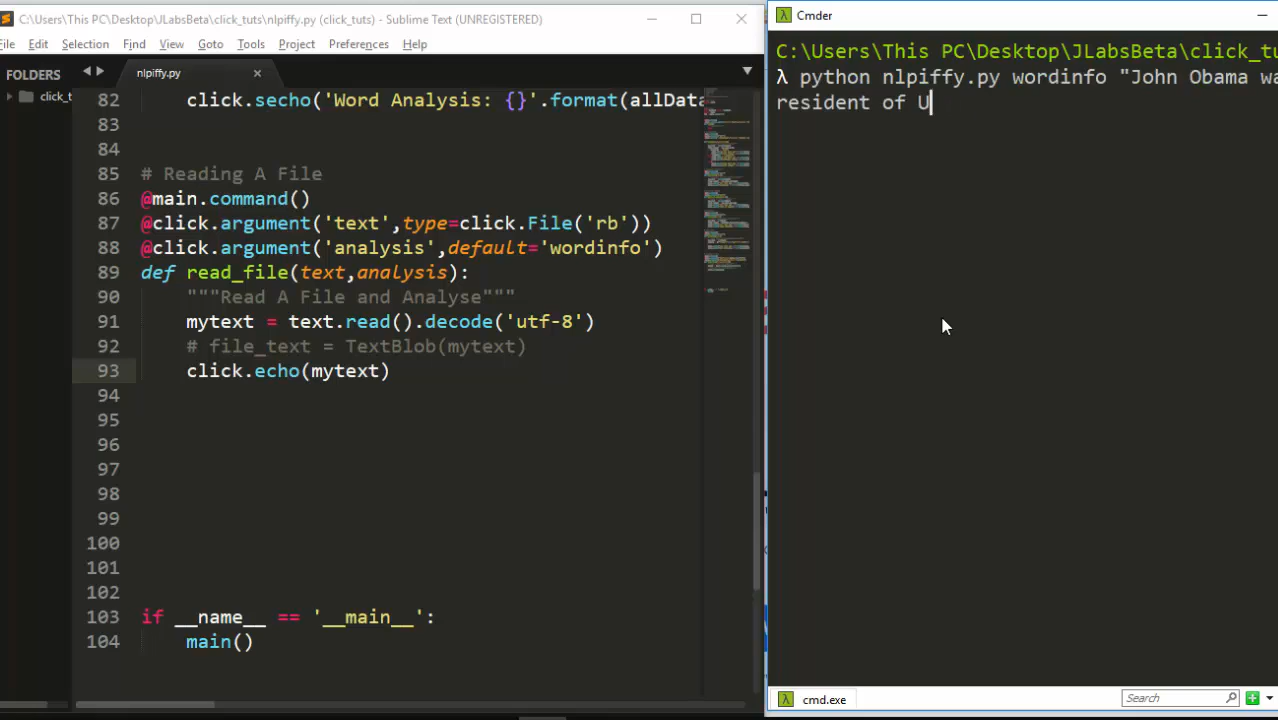 C:\Users\This PC\Desktop\JLabsBeta\click_tuts\nlpiffy.py (click_tuts) - Sublime Text (UNREGISTERED)
File Edit Selection Find View Goto Tools Project Preferences Help
FOLDERS
click_t
nlpiffy.py
82 click.secho('Word Analysis: {}'.format(allData
83
84
85 # Reading A File
86 @main.command()
87 @click.argument('text',type=click.File('rb'))
88 @click.argument('analysis',default='wordinfo')
89 def read_file(text,analysis):
90 """Read A File and Analyse"""
91 mytext = text.read().decode('utf-8')
92 # file_text = TextBlob(mytext)
93 click.echo(mytext)
94
95
96
97
98
99
100
101
102
103 if __name__ == '__main__':
104 main()
Cmder
C:\Users\This PC\Desktop\JLabsBeta\click_tu
λ python nlpiffy.py wordinfo "John Obama wa
resident of U
cmd.exe
Search